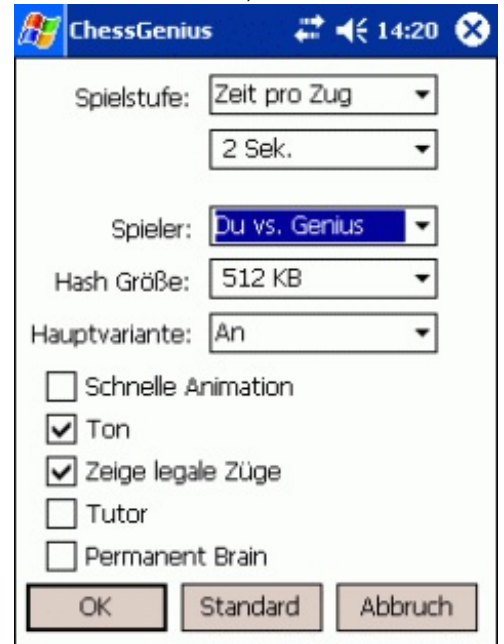 ChessGenius 14:20
Spielstufe: Zeit pro Zug
2 Sek.
Spieler: Du vs. Genius
Hash Größe: 512 KB
Hauptvariante: An
Schnelle Animation
Ton
Zeige legale Züge
Tutor
Permanent Brain
OK Standard Abbruch